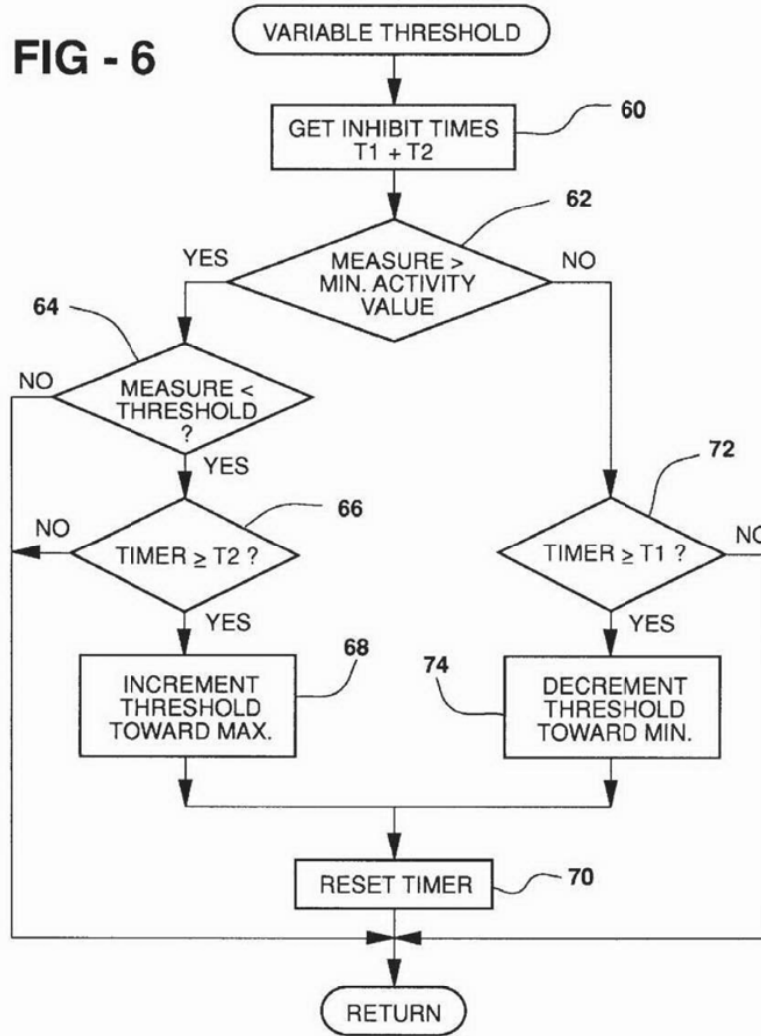 FIG - 6
VARIABLE THRESHOLD
GET INHIBIT TIMES
T1 + T2
60
MEASURE >
MIN. ACTIVITY
VALUE
62
YES
NO
MEASURE <
THRESHOLD
?
64
NO
YES
TIMER ≥ T2 ?
66
NO
YES
TIMER ≥ T1 ?
72
NO
YES
INCREMENT
THRESHOLD
TOWARD MAX.
68
DECREMENT
THRESHOLD
TOWARD MIN.
74
RESET TIMER
70
RETURN